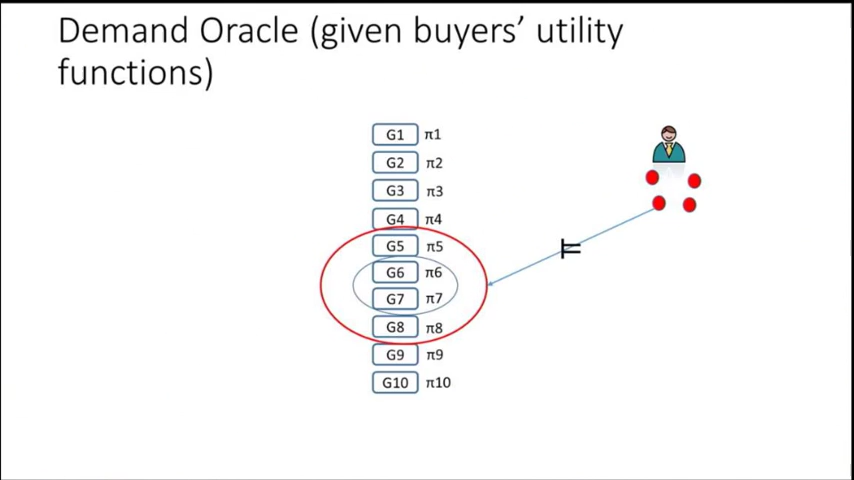 Demand Oracle (given buyers’ utility
functions)
G1 π1
G2 π2
G3 π3
G4 π4
G5 π5
G6 π6
G7 π7
G8 π8
G9 π9
G10 π10
⊨